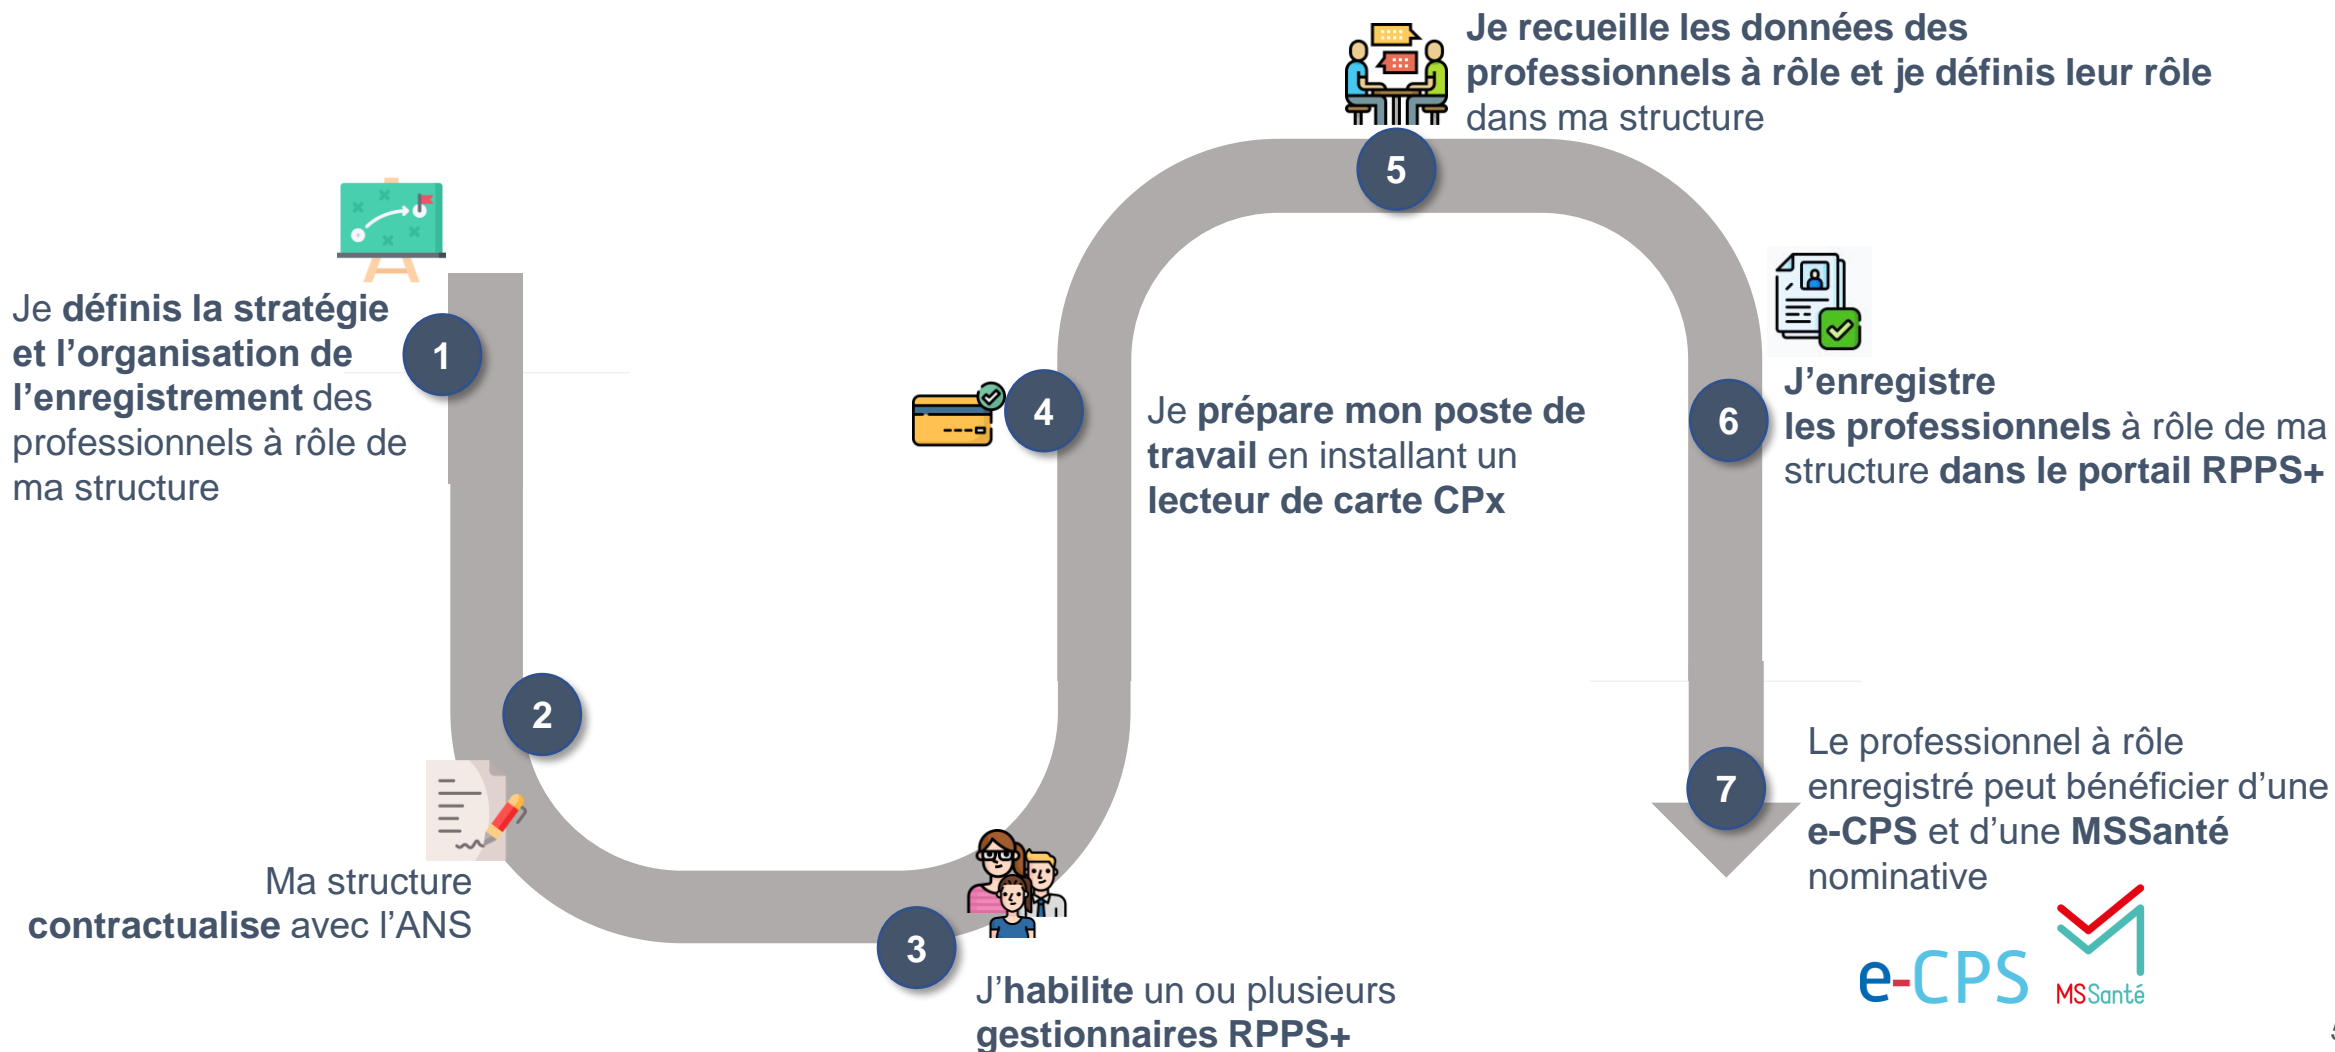 1
Je définis la stratégie
et l’organisation de
l’enregistrement des
professionnels à rôle de
ma structure
2
Ma structure
contractualise avec l’ANS
3
J’habilite un ou plusieurs
gestionnaires RPPS+
4
Je prépare mon poste de
travail en installant un
lecteur de carte CPx
5
Je recueille les données des
professionnels à rôle et je définis leur rôle
dans ma structure
6
J’enregistre
les professionnels à rôle de ma
structure dans le portail RPPS+
7
Le professionnel à rôle
enregistré peut bénéficier d’une
e-CPS et d’une MSSanté
nominative
e-CPS
MSSanté